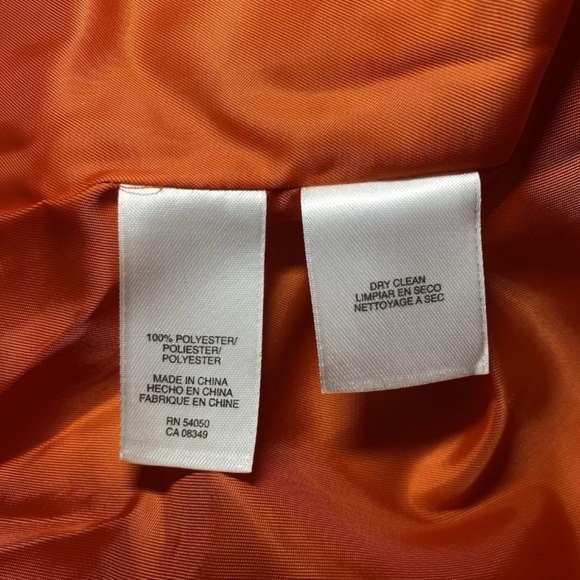 100% POLYESTER/
POLIESTER/
POLYESTER
MADE IN CHINA
HECHO EN CHINA
FABRIQUE EN CHINE
RN 54050
CA 08349
DRY CLEAN
LIMPIAR EN SECO
NETTOYAGE A SEC